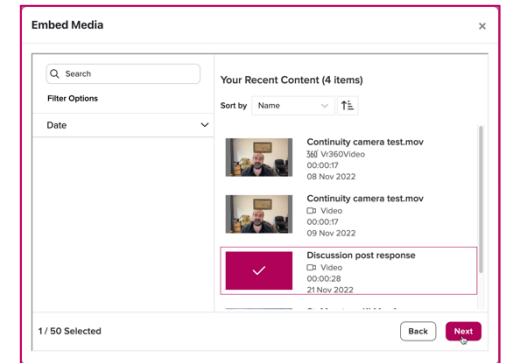 Embed Media
Search
Filter Options
Date
Your Recent Content (4 items)
Sort by Name
Continuity camera test.mov
360 Vr360Video
00:00:17
08 Nov 2022
Continuity camera test.mov
Video
00:00:17
09 Nov 2022
Discussion post response
Video
00:00:28
21 Nov 2022
1 / 50 Selected
Back
Next